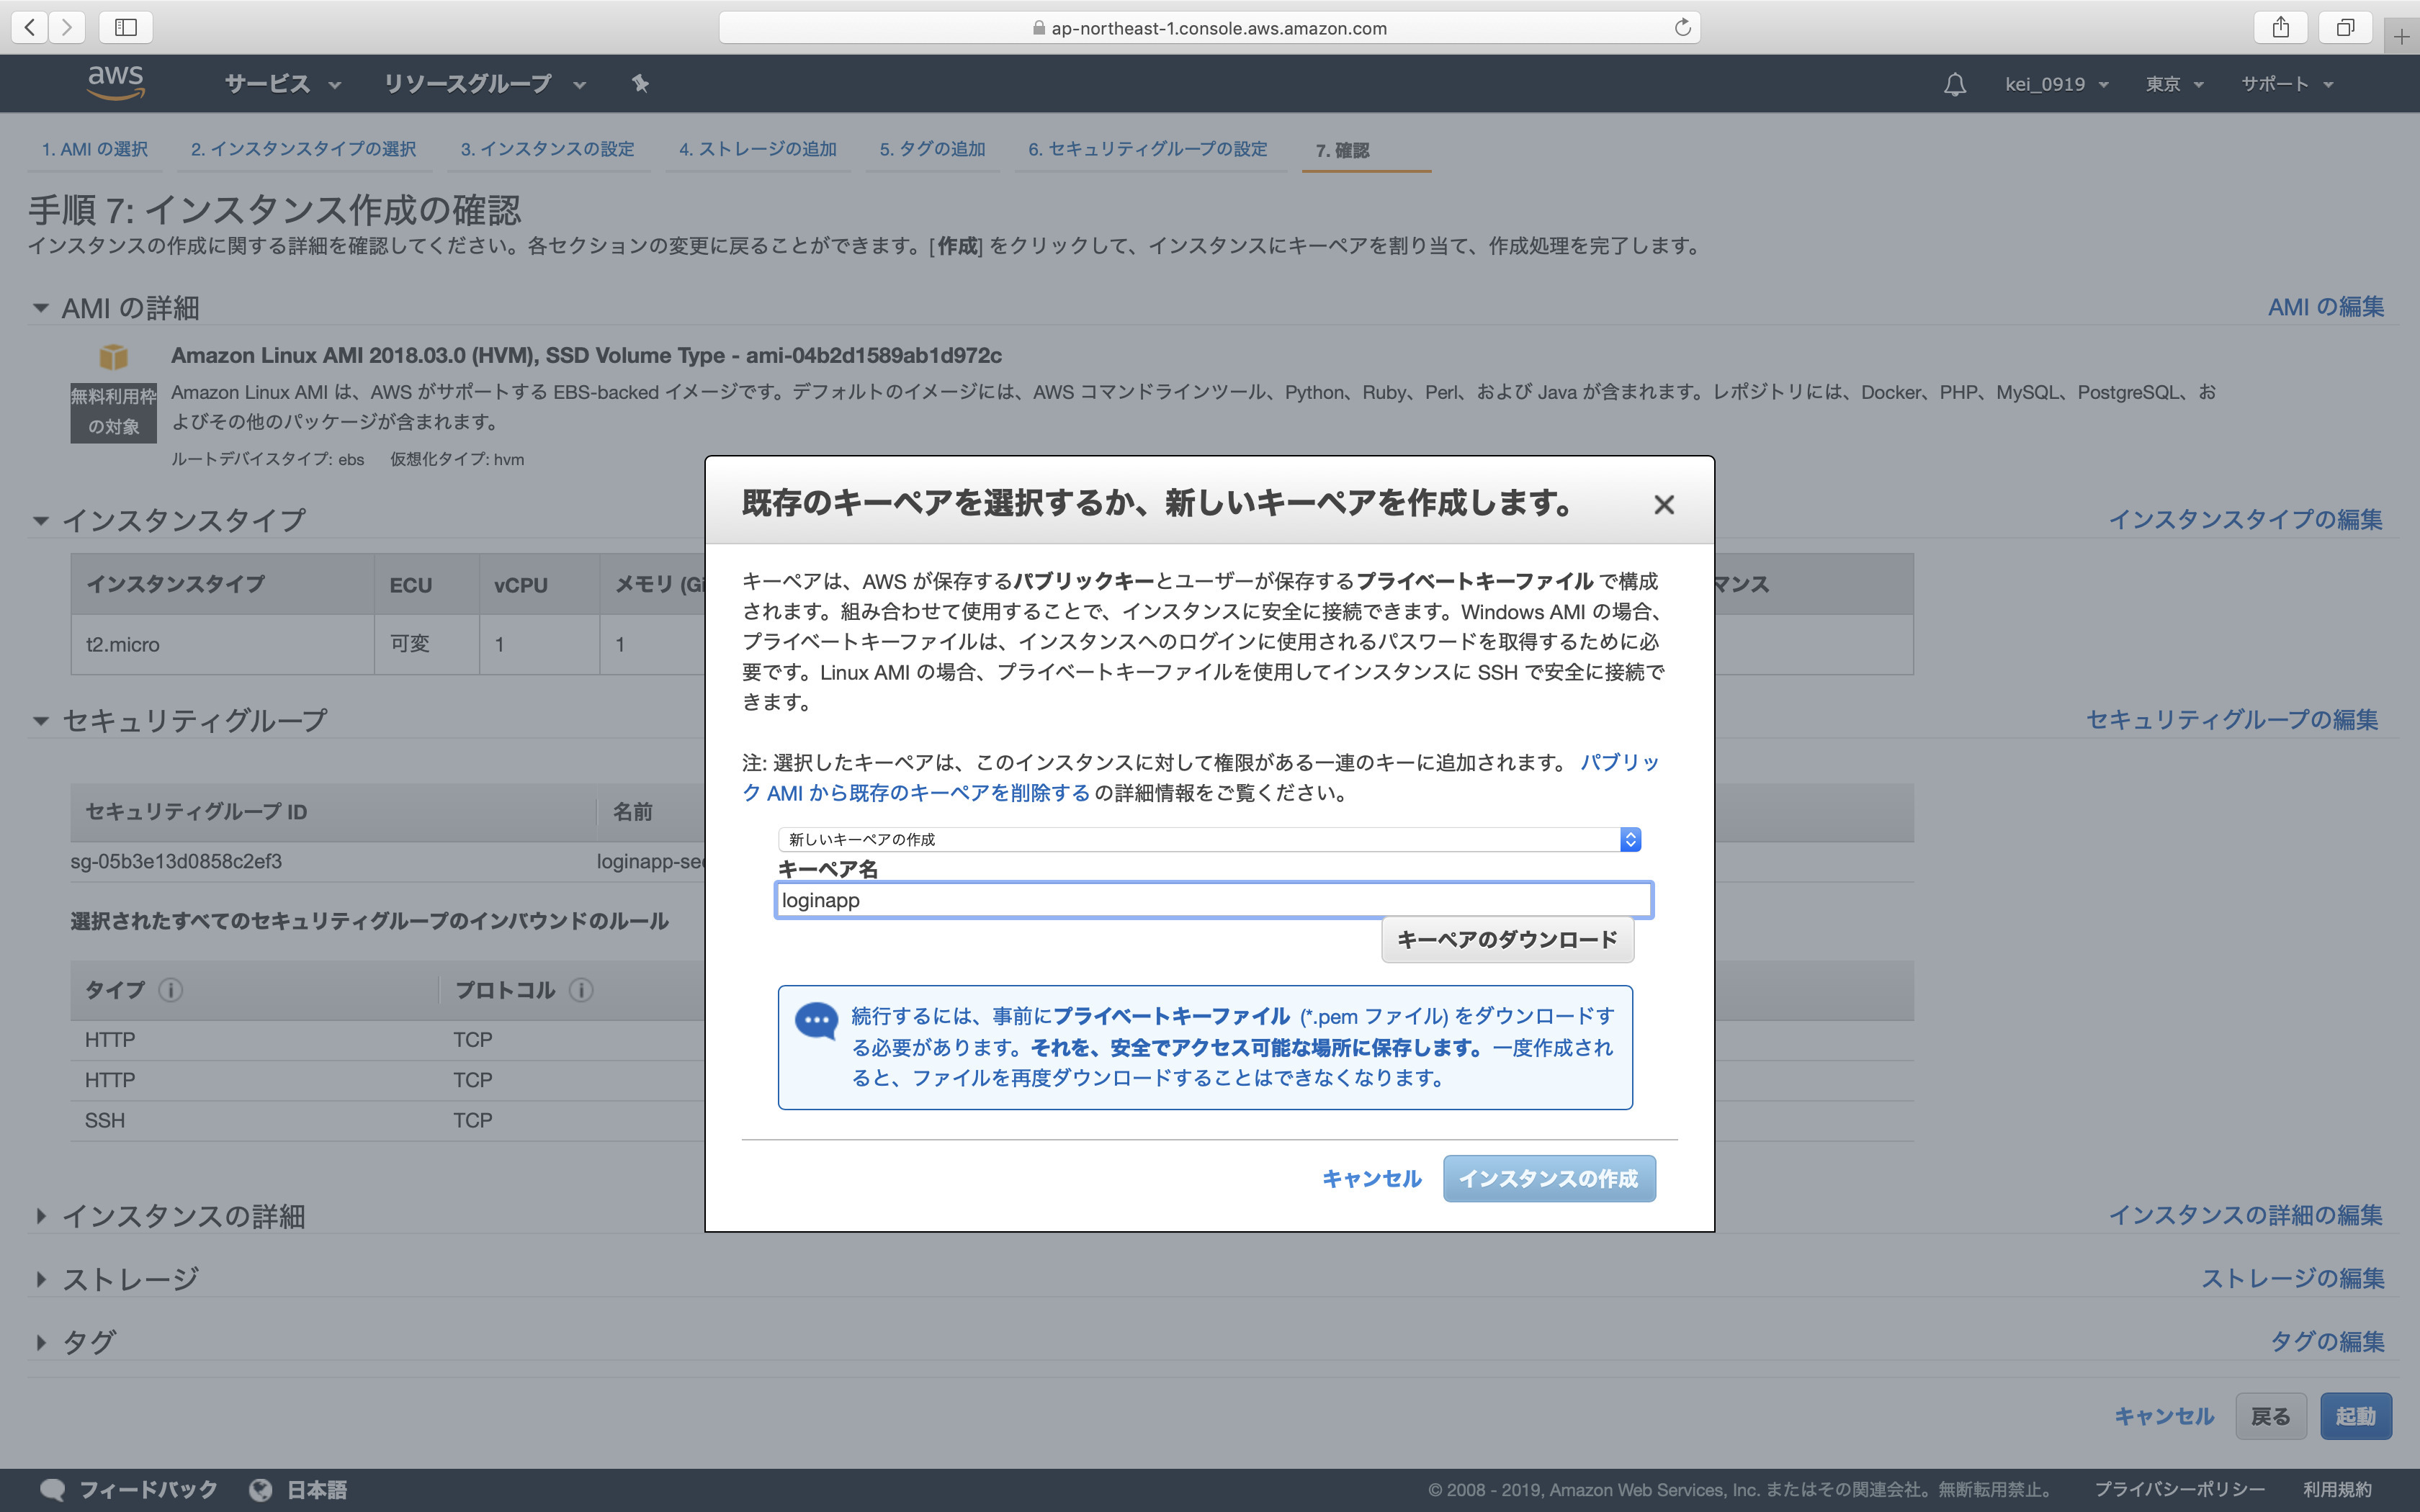 ap-northeast-1.console.aws.amazon.com
aws サービス リソースグループ kei_0919 東京 サポート
1. AMI の選択 2. インスタンスタイプの選択 3. インスタンスの設定 4. ストレージの追加 5. タグの追加 6. セキュリティグループの設定 7. 確認
手順 7: インスタンス作成の確認
インスタンスの作成に関する詳細を確認してください。各セクションの変更に戻ることができます。[作成] をクリックして、インスタンスにキーペアを割り当て、作成処理を完了します。
AMI の詳細 AMI の編集
Amazon Linux AMI 2018.03.0 (HVM), SSD Volume Type - ami-04b2d1589ab1d972c
無料利用枠の対象
Amazon Linux AMI は、AWS がサポートする EBS-backed イメージです。デフォルトのイメージには、AWS コマンドラインツール、Python、Ruby、Perl、および Java が含まれます。レポジトリには、Docker、PHP、MySQL、PostgreSQL、お
よびその他のパッケージが含まれます。
ルートデバイスタイプ: ebs 仮想化タイプ: hvm
インスタンスタイプ インスタンスタイプの編集
インスタンスタイプ ECU vCPU メモリ (Gi マンス
t2.micro 可変 1 1
セキュリティグループ セキュリティグループの編集
セキュリティグループ ID 名前
sg-05b3e13d0858c2ef3 loginapp-se
選択されたすべてのセキュリティグループのインバウンドのルール
タイプ プロトコル
HTTP TCP
HTTP TCP
SSH TCP
インスタンスの詳細 インスタンスの詳細の編集
ストレージ ストレージの編集
タグ タグの編集
キャンセル 戻る 起動
既存のキーペアを選択するか、新しいキーペアを作成します。
キーペアは、AWS が保存するパブリックキーとユーザーが保存するプライベートキーファイル で構成
されます。組み合わせて使用することで、インスタンスに安全に接続できます。Windows AMI の場合、
プライベートキーファイルは、インスタンスへのログインに使用されるパスワードを取得するために必
要です。Linux AMI の場合、プライベートキーファイルを使用してインスタンスに SSH で安全に接続で
きます。
注: 選択したキーペアは、このインスタンスに対して権限がある一連のキーに追加されます。 パブリッ
ク AMI から既存のキーペアを削除する の詳細情報をご覧ください。
新しいキーペアの作成
キーペア名
loginapp
キーペアのダウンロード
続行するには、事前にプライベートキーファイル (*.pem ファイル) をダウンロードす
る必要があります。それを、安全でアクセス可能な場所に保存します。一度作成され
ると、ファイルを再度ダウンロードすることはできなくなります。
キャンセル インスタンスの作成
フィードバック 日本語 © 2008 - 2019, Amazon Web Services, Inc. またはその関連会社。無断転用禁止。 プライバシーポリシー 利用規約